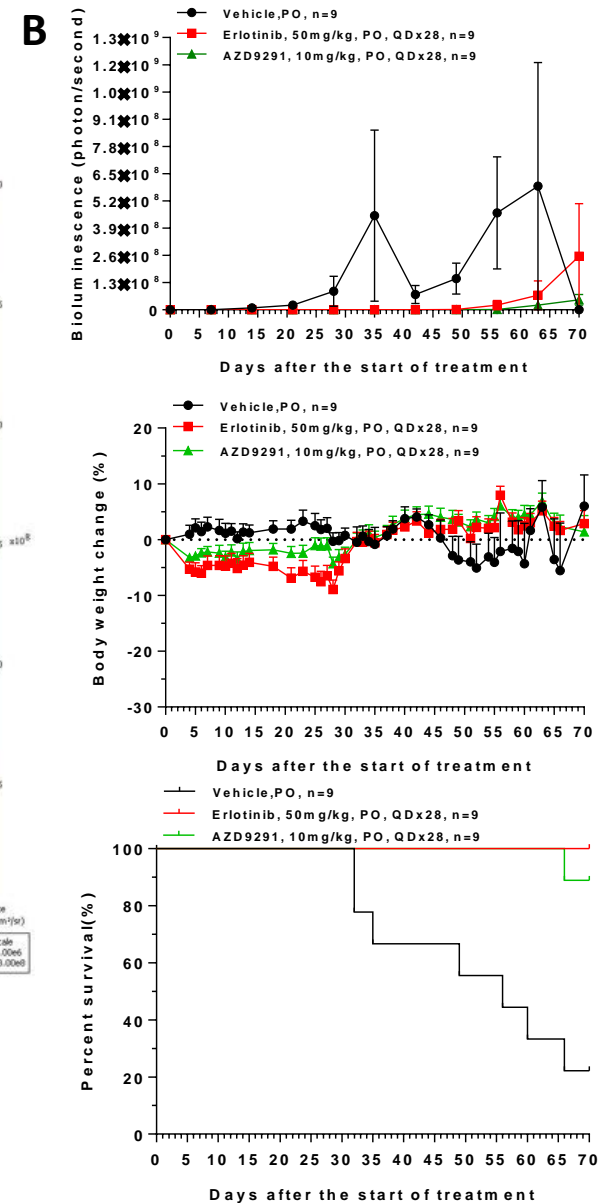 B
Vehicle,PO, n=9
Erlotinib, 50mg/kg, PO, QDx28, n=9
AZD9291, 10mg/kg, PO, QDx28, n=9
Bioluminescence (photon/second)
1.3✖10⁹
1.2✖10⁹
1.0✖10⁹
9.1✖10⁸
7.8✖10⁸
6.5✖10⁸
5.2✖10⁸
3.9✖10⁸
2.6✖10⁸
1.3✖10⁸
0
0 5 10 15 20 25 30 35 40 45 50 55 60 65 70
Days after the start of treatment
Vehicle,PO, n=9
Erlotinib, 50mg/kg, PO, QDx28, n=9
AZD9291, 10mg/kg, PO, QDx28, n=9
Body weight change (%)
20
10
0
-10
-20
-30
0 5 10 15 20 25 30 35 40 45 50 55 60 65 70
Days after the start of treatment
x10⁸
Vehicle,PO, n=9
Erlotinib, 50mg/kg, PO, QDx28, n=9
AZD9291, 10mg/kg, PO, QDx28, n=9
Percent survival(%)
100
80
60
40
20
0
0 5 10 15 20 25 30 35 40 45 50 55 60 65 70
Days after the start of treatment